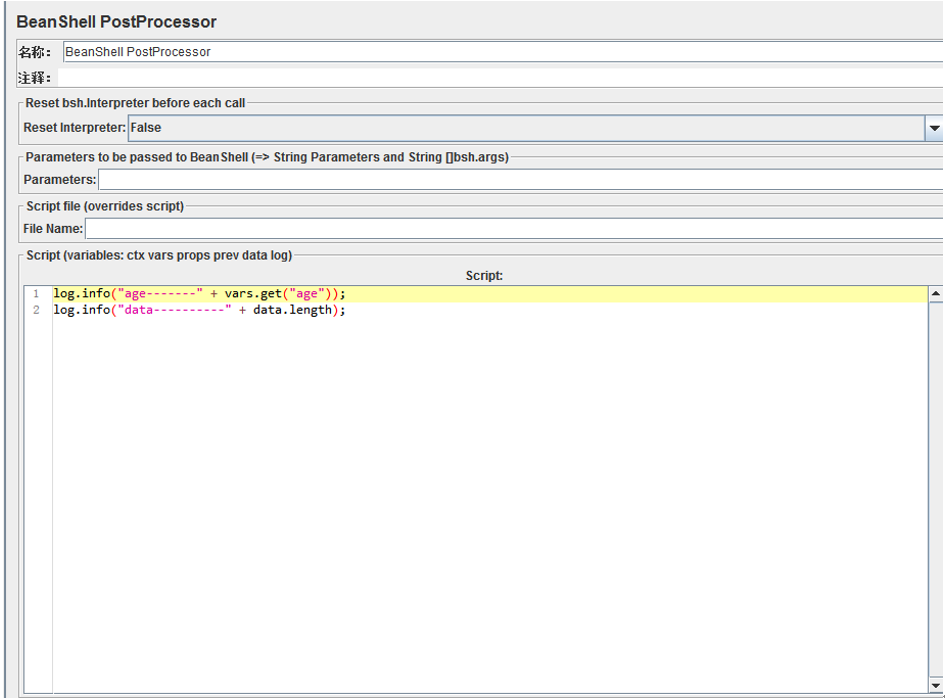 BeanShell PostProcessor
名称： BeanShell PostProcessor
注释：
Reset bsh.Interpreter before each call
Reset Interpreter: False
Parameters to be passed to BeanShell (=> String Parameters and String []bsh.args)
Parameters:
Script file (overrides script)
File Name:
Script (variables: ctx vars props prev data log)
Script:
1 log.info("age-------" + vars.get("age"));
2 log.info("data----------" + data.length);